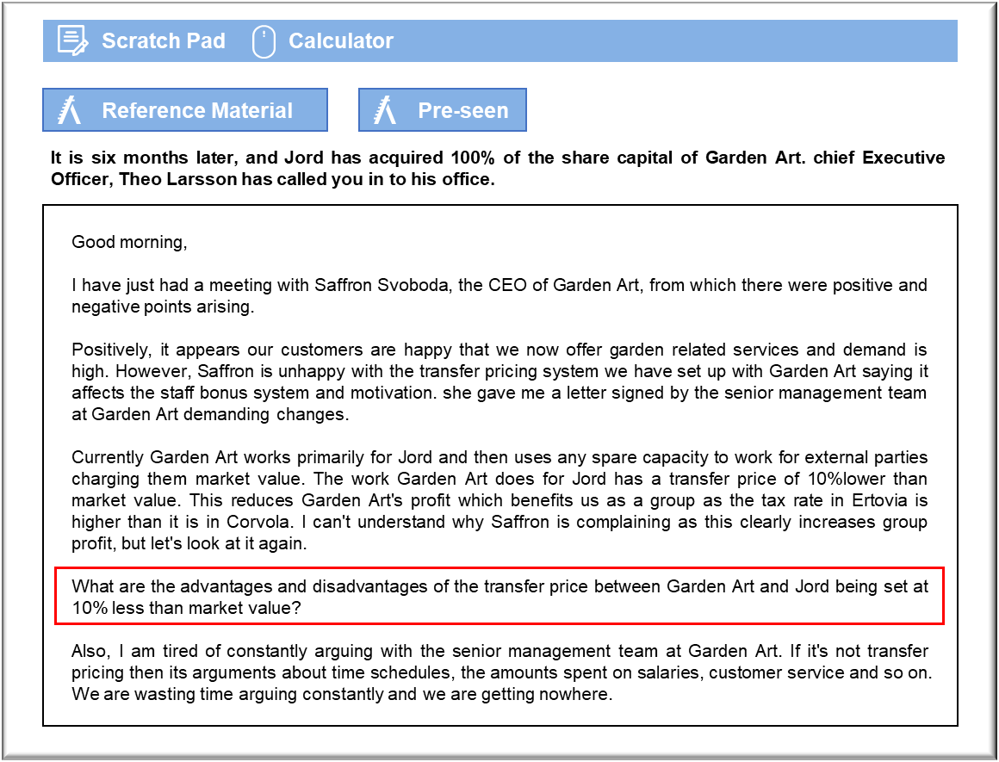 Scratch Pad Calculator
Reference Material Pre-seen
It is six months later, and Jord has acquired 100% of the share capital of Garden Art. chief Executive
Officer, Theo Larsson has called you in to his office.
Good morning,
I have just had a meeting with Saffron Svoboda, the CEO of Garden Art, from which there were positive and
negative points arising.
Positively, it appears our customers are happy that we now offer garden related services and demand is
high. However, Saffron is unhappy with the transfer pricing system we have set up with Garden Art saying it
affects the staff bonus system and motivation. she gave me a letter signed by the senior management team
at Garden Art demanding changes.
Currently Garden Art works primarily for Jord and then uses any spare capacity to work for external parties
charging them market value. The work Garden Art does for Jord has a transfer price of 10%lower than
market value. This reduces Garden Art's profit which benefits us as a group as the tax rate in Ertovia is
higher than it is in Corvola. I can't understand why Saffron is complaining as this clearly increases group
profit, but let's look at it again.
What are the advantages and disadvantages of the transfer price between Garden Art and Jord being set at
10% less than market value?
Also, I am tired of constantly arguing with the senior management team at Garden Art. If it's not transfer
pricing then its arguments about time schedules, the amounts spent on salaries, customer service and so on.
We are wasting time arguing constantly and we are getting nowhere.